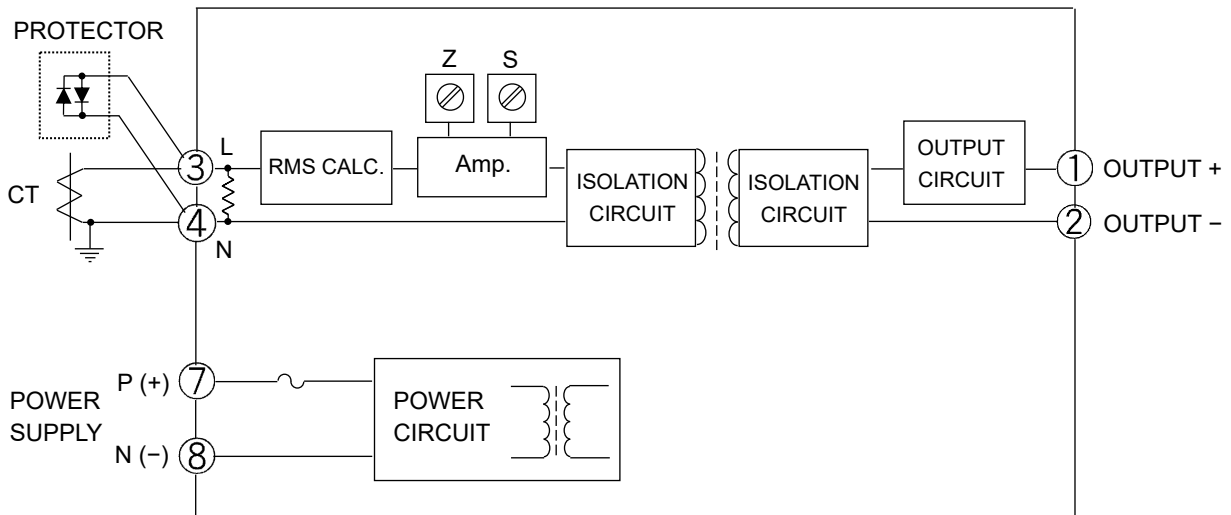 PROTECTOR
Z
S
L
3
RMS CALC.
Amp.
ISOLATION
CIRCUIT
ISOLATION
CIRCUIT
OUTPUT
CIRCUIT
1
OUTPUT +
CT
4
N
2
OUTPUT −
P (+)
7
POWER
SUPPLY
POWER
CIRCUIT
N (−)
8